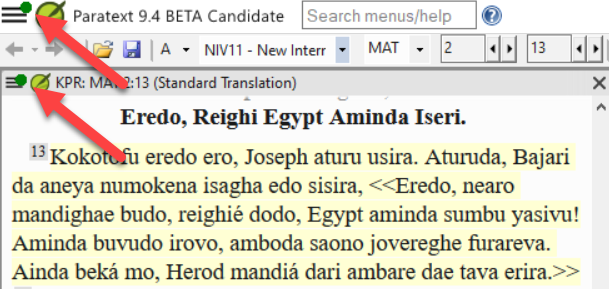 Paratext 9.4 BETA Candidate Search menus/help ?
A NIV11 - New Interr MAT 2 13
KPR: MA 2:13 (Standard Translation)
Eredo, Reighi Egypt Aminda Iseri.
13 Kokotofu eredo ero, Joseph aturu usira. Aturuda, Bajari
da aneya numokena isagha edo sisira, <<Eredo, nearo
mandighae budo, reighié dodo, Egypt aminda sumbu yasivu!
Aminda buvudo irovo, amboda saono jovereghe furareva.
Ainda beká mo, Herod mandiá dari ambare dae tava erira.>>